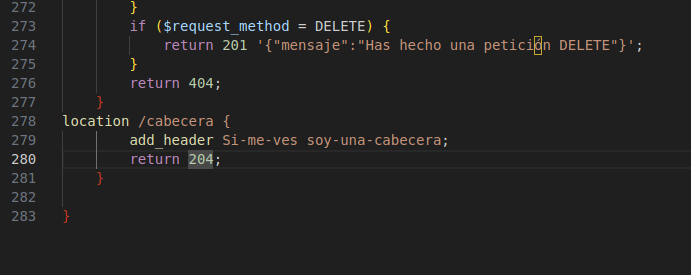 272 }
273 if ($request_method = DELETE) {
274 return 201 '{"mensaje":"Has hecho una petición DELETE"}';
275 }
276 return 404;
277 }
278 location /cabecera {
279 add_header Si-me-ves soy-una-cabecera;
280 return 204;
281 }
282
283 }